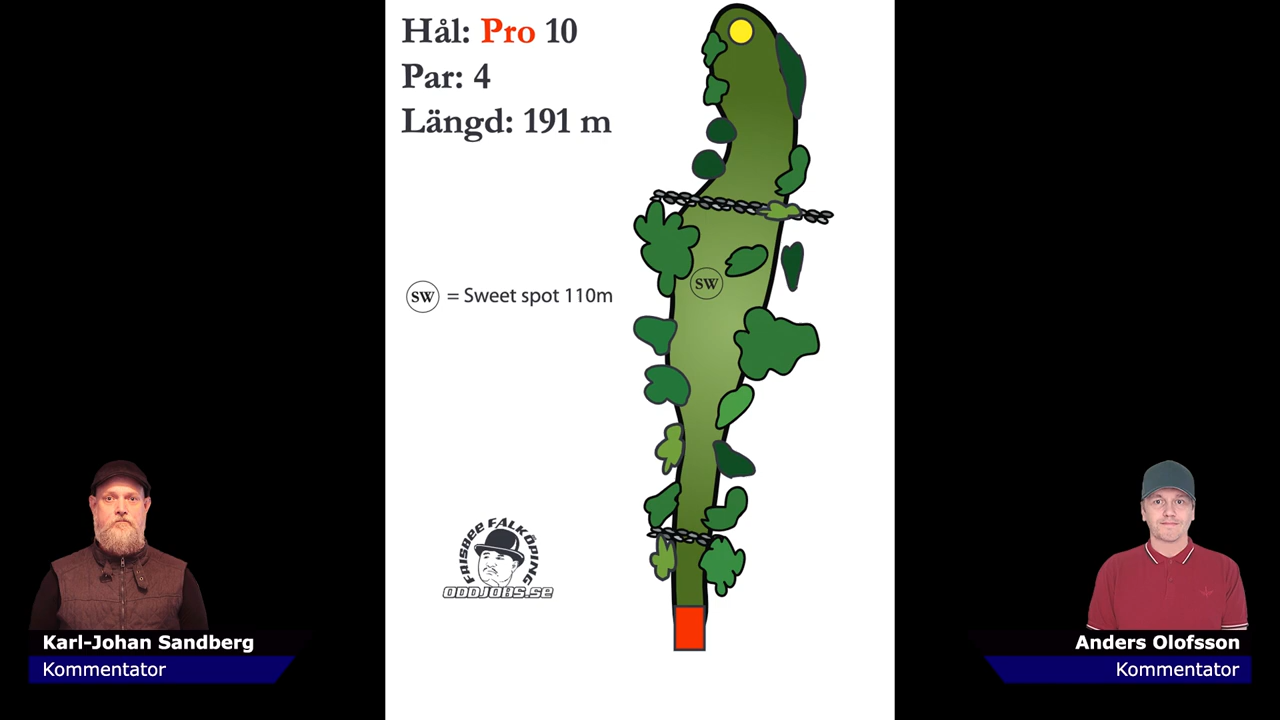 Hål: Pro 10
Par: 4
Längd: 191 m
SW
SW = Sweet spot 110m
FRISBEE FALKÖPING
ODDJOBS.SE
Karl-Johan Sandberg
Kommentator
Anders Olofsson
Kommentator